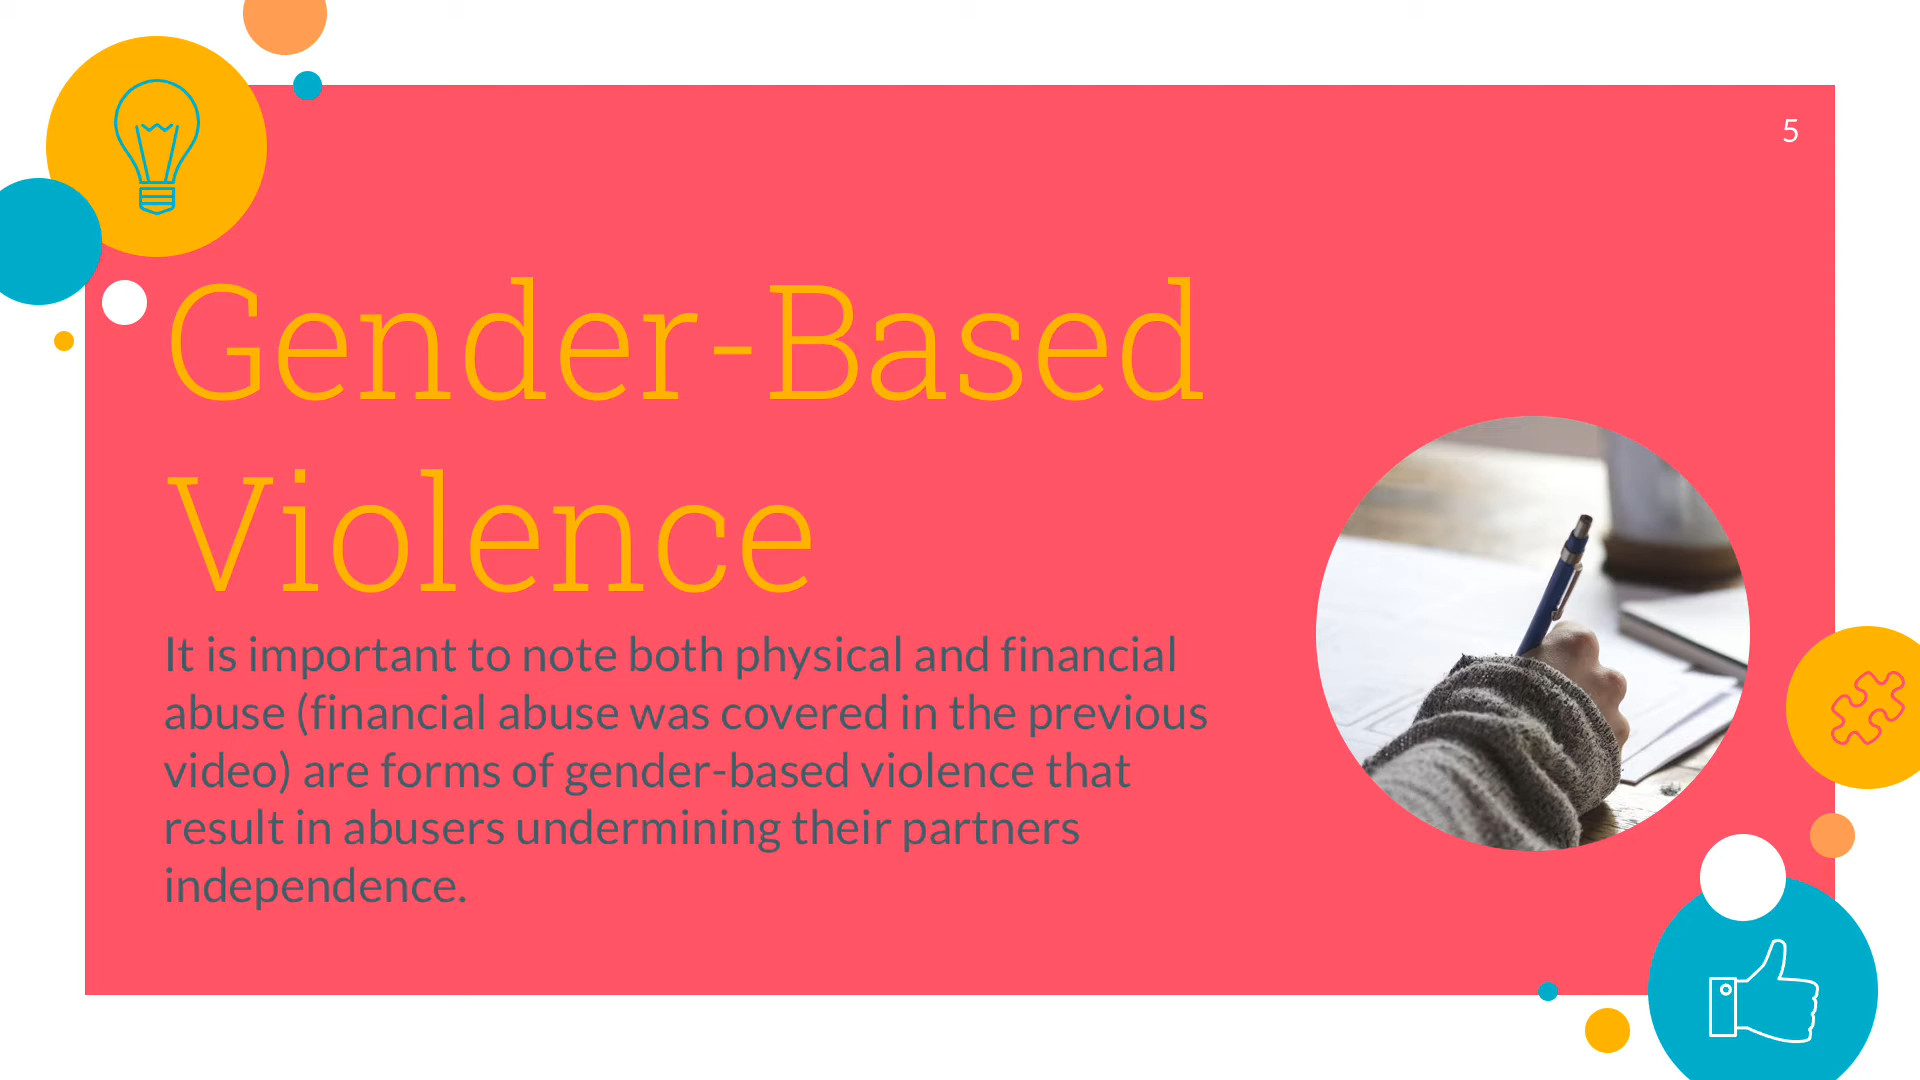 5
Gender-Based
Violence
It is important to note both physical and financial
abuse (financial abuse was covered in the previous
video) are forms of gender-based violence that
result in abusers undermining their partners
independence.